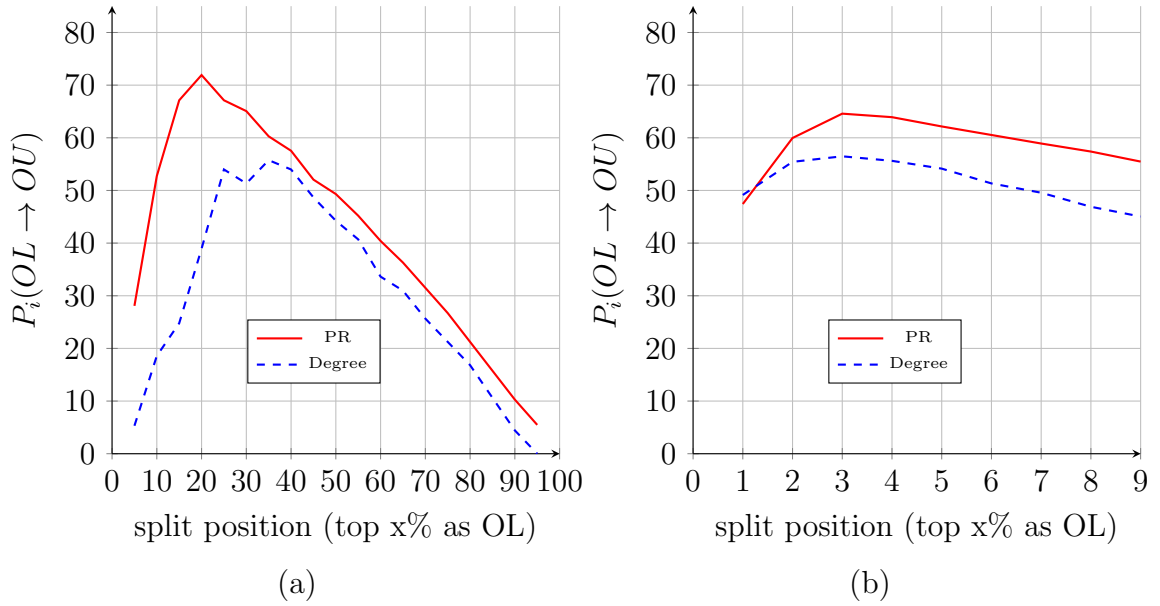 80
70
60
50
40
30
20
10
0
P_i(OL → OU)
PR
Degree
0 10 20 30 40 50 60 70 80 90 100
split position (top x% as OL)
(a)
80
70
60
50
40
30
20
10
0
P_i(OL → OU)
PR
Degree
0 1 2 3 4 5 6 7 8 9
split position (top x% as OL)
(b)